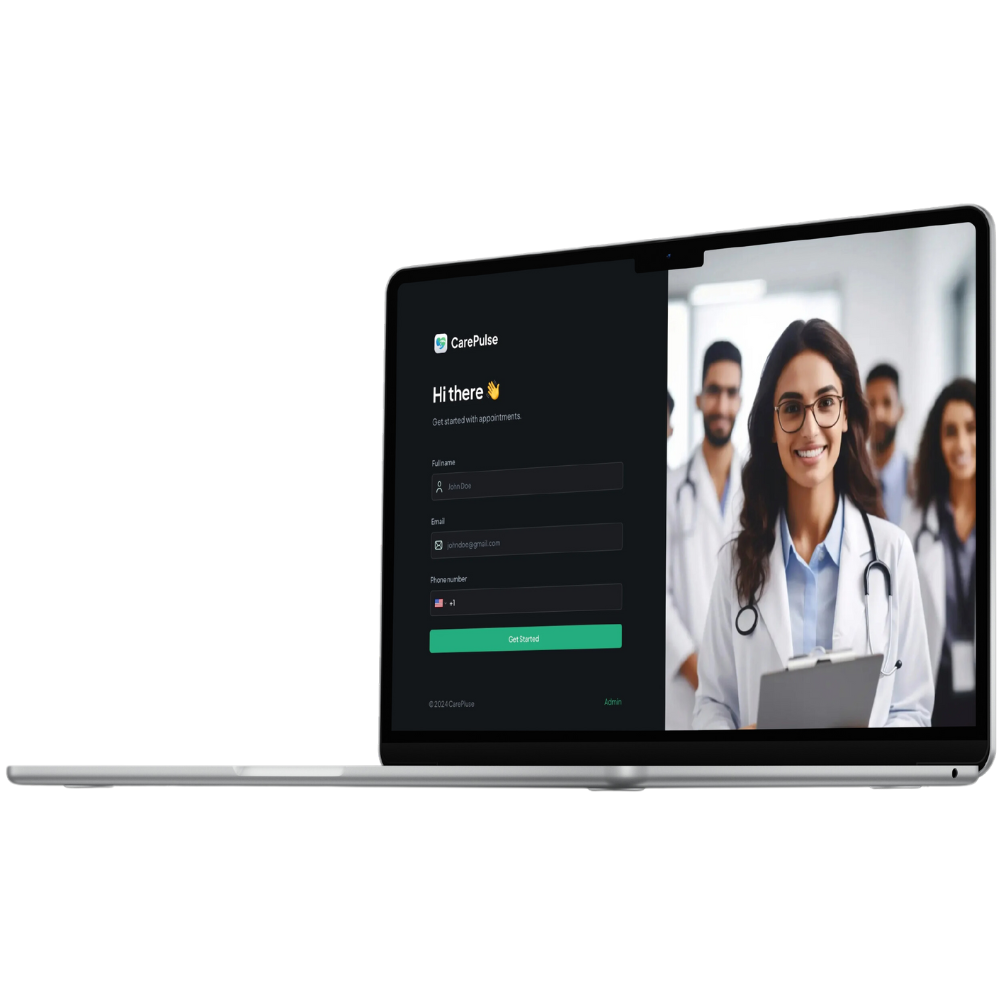 CarePulse
Hi there 👋
Get started with appointments.
Full name
John Doe
Email
johndoe@gmail.com
Phone number
+1
Get Started
© 2024 CarePluse
Admin